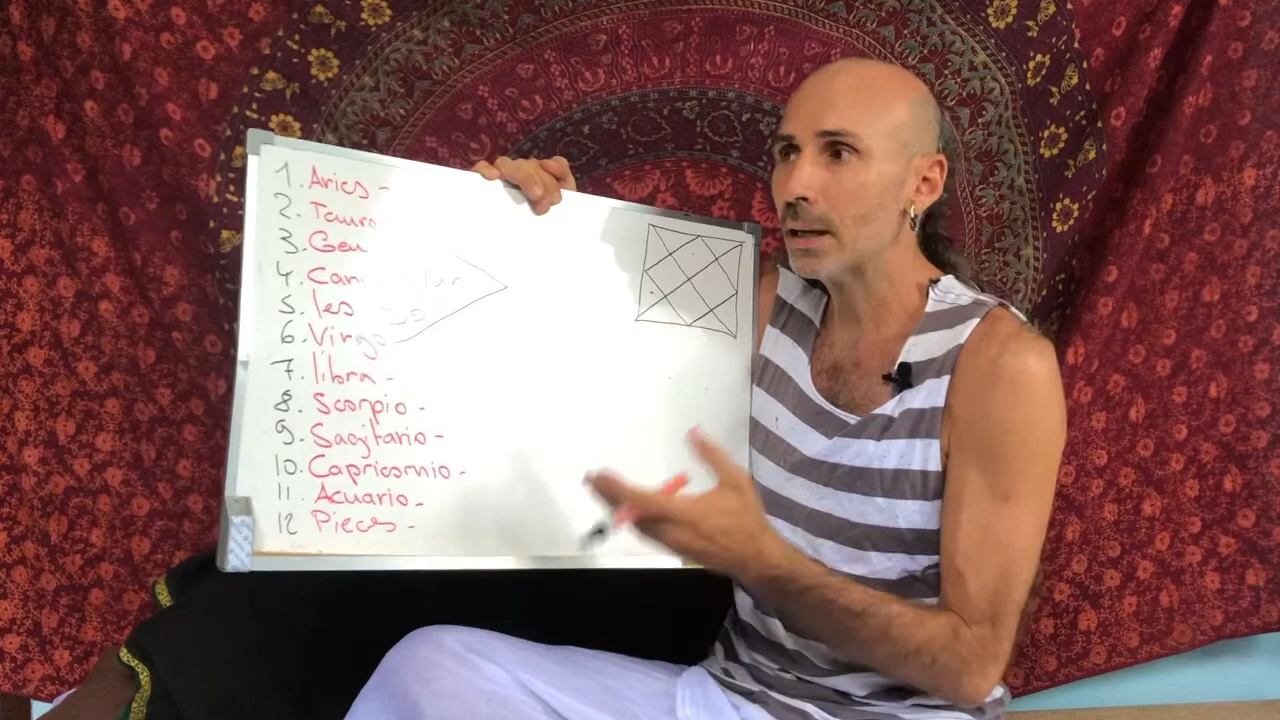 1. Aries -
2. Tauro
3. Gem
4. Can
5. leo
6. Virgo
7. libra -
8. Scorpio -
9. Sagitario -
10. Capricornio -
11. Acuario -
12 Pieces -